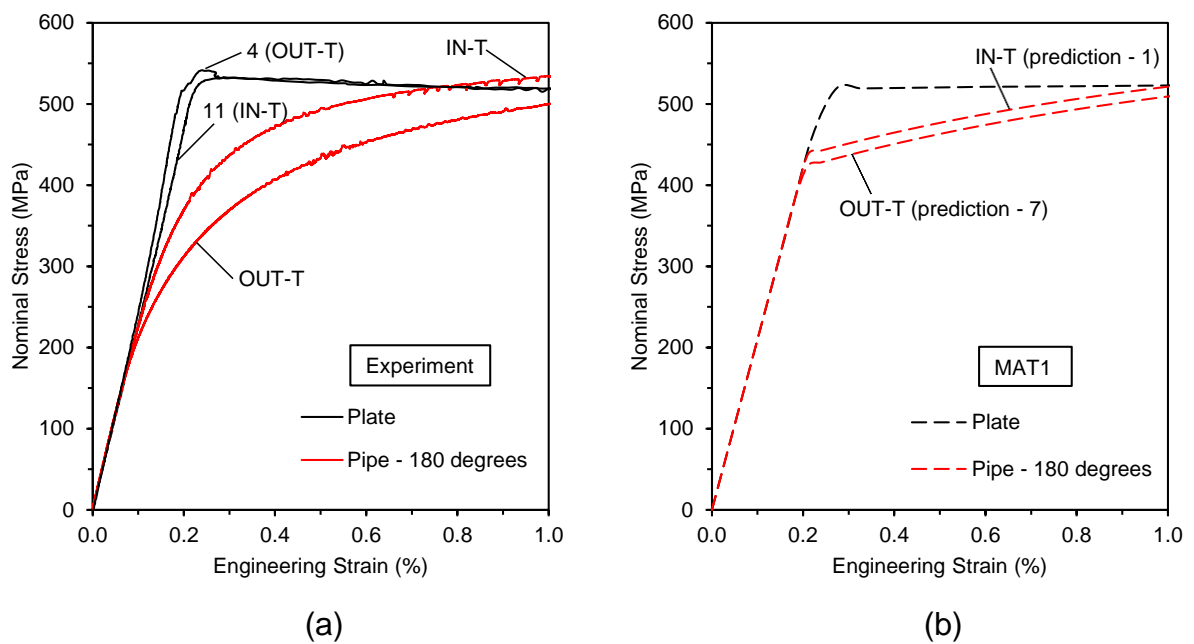 600
500
400
300
200
100
0
Nominal Stress (MPa)
4 (OUT-T)
IN-T
11 (IN-T)
OUT-T
Experiment
Plate
Pipe - 180 degrees
0.0 0.2 0.4 0.6 0.8 1.0
Engineering Strain (%)
(a)
600
500
400
300
200
100
0
Nominal Stress (MPa)
IN-T (prediction - 1)
OUT-T (prediction - 7)
MAT1
Plate
Pipe - 180 degrees
0.0 0.2 0.4 0.6 0.8 1.0
Engineering Strain (%)
(b)